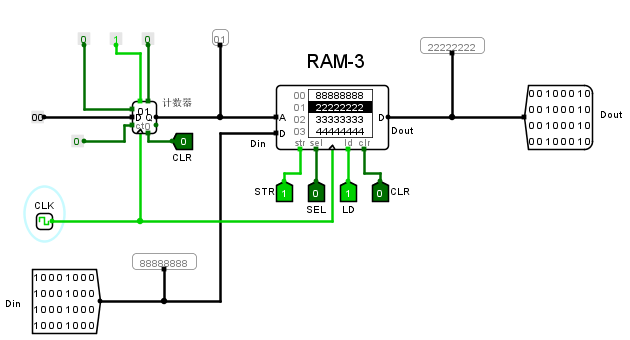 0 1 0 01
22222222
RAM-3
计数器
01
D Q
ct0
00
0
0
CLR
00 88888888
01 22222222
02 33333333
03 44444444
A
D
D
Din
Dout
str sel ld clr
STR 1
0 SEL
1 LD
0 CLR
00100010
00100010
00100010
00100010
CLK
88888888
Din
10001000
10001000
10001000
10001000